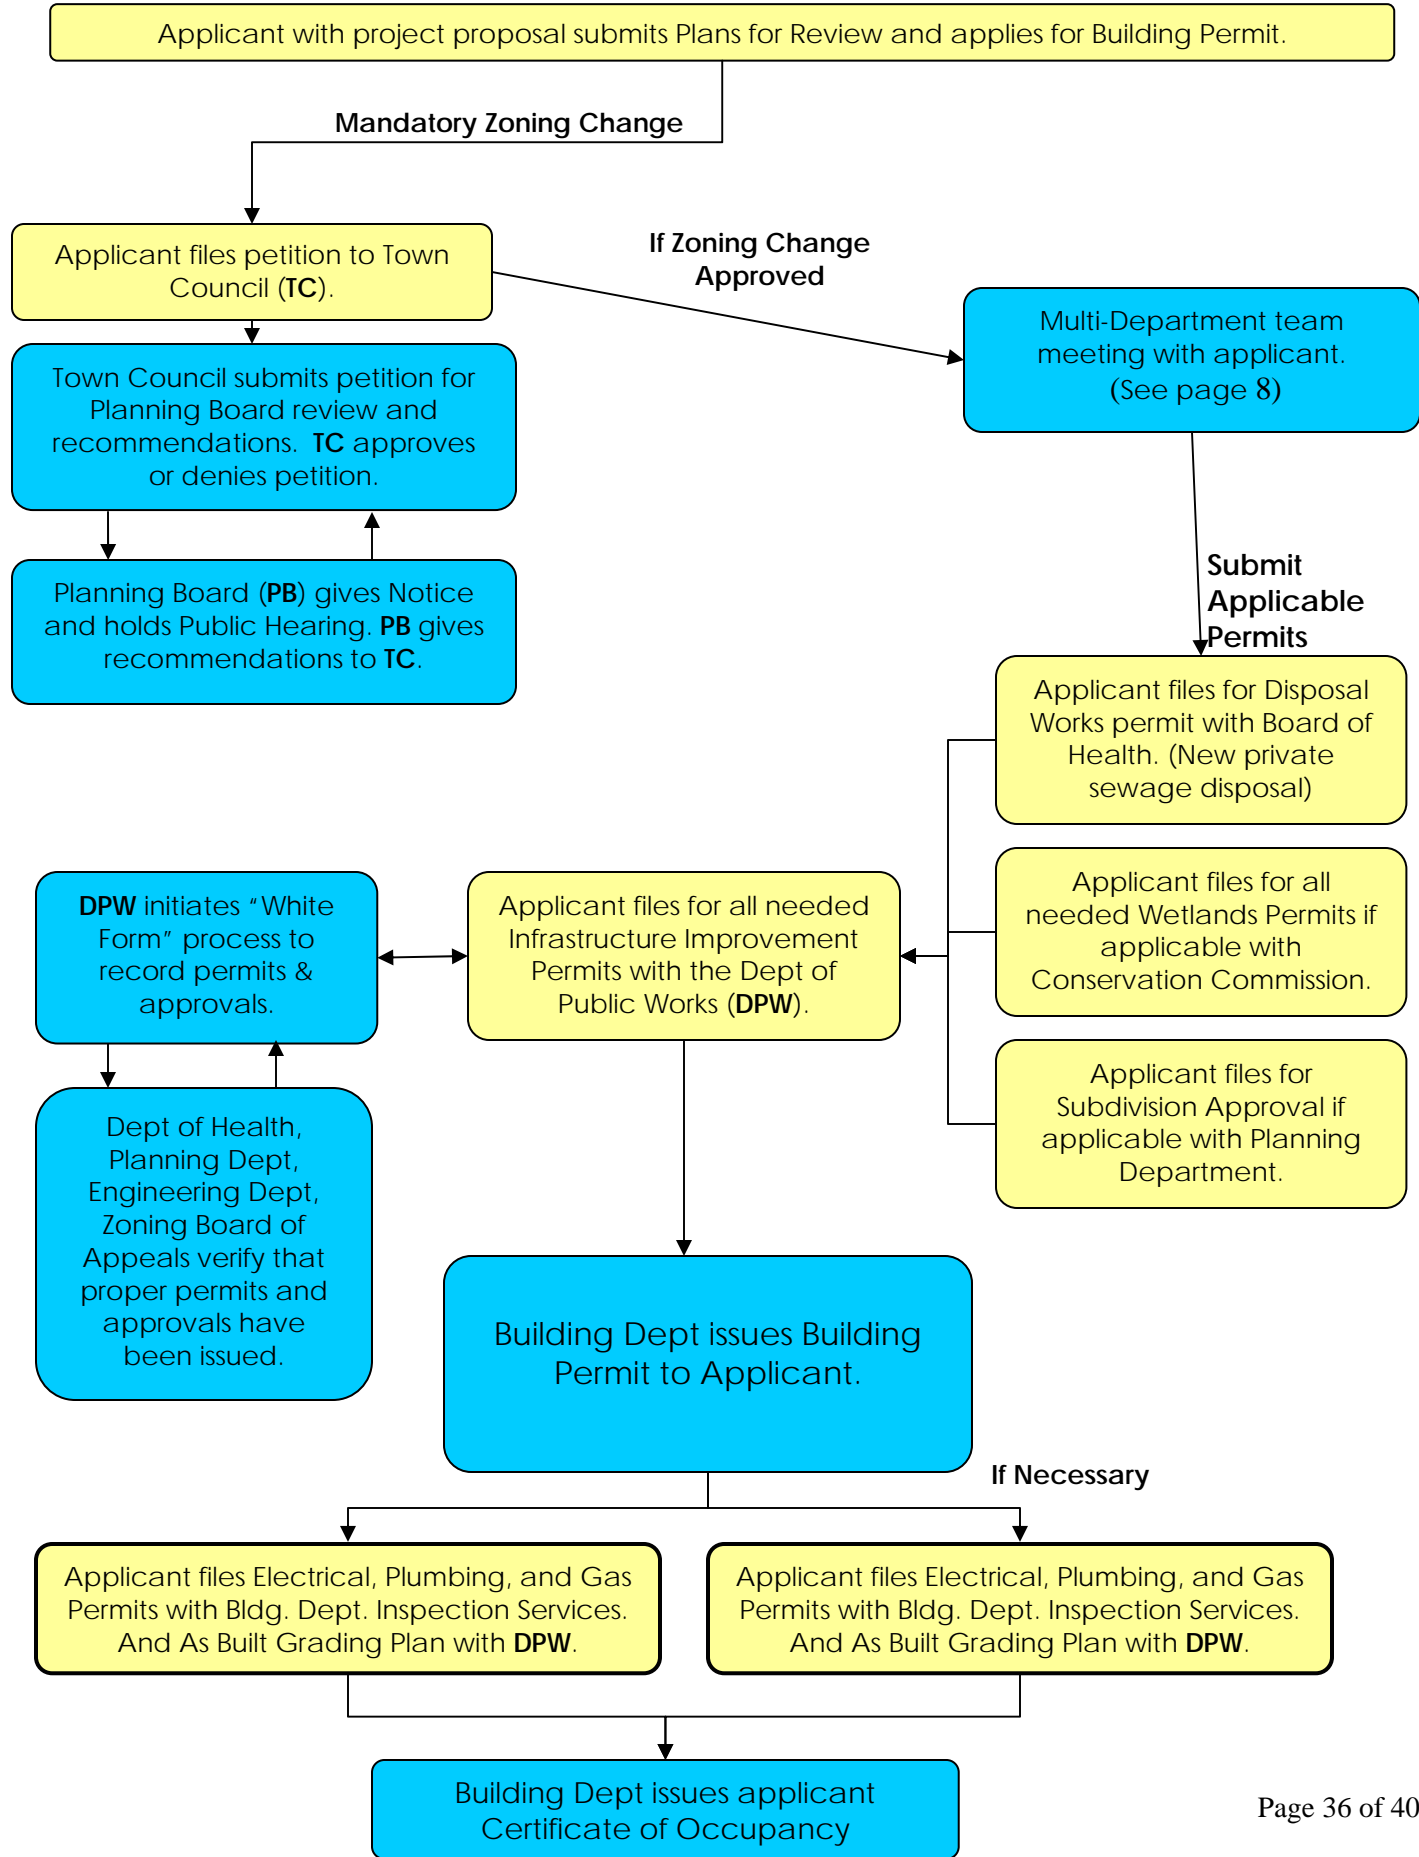 Applicant with project proposal submits Plans for Review and applies for Building Permit.
Mandatory Zoning Change
Applicant files petition to Town
Council (TC).
If Zoning Change
Approved
Multi-Department team
meeting with applicant.
(See page 8)
Town Council submits petition for
Planning Board review and
recommendations. TC approves
or denies petition.
Planning Board (PB) gives Notice
and holds Public Hearing. PB gives
recommendations to TC.
Submit
Applicable
Permits
Applicant files for Disposal
Works permit with Board of
Health. (New private
sewage disposal)
Applicant files for all
needed Wetlands Permits if
applicable with
Conservation Commission.
Applicant files for
Subdivision Approval if
applicable with Planning
Department.
Applicant files for all needed
Infrastructure Improvement
Permits with the Dept of
Public Works (DPW).
DPW initiates "White
Form" process to
record permits &
approvals.
Dept of Health,
Planning Dept,
Engineering Dept,
Zoning Board of
Appeals verify that
proper permits and
approvals have
been issued.
Building Dept issues Building
Permit to Applicant.
If Necessary
Applicant files Electrical, Plumbing, and Gas
Permits with Bldg. Dept. Inspection Services.
And As Built Grading Plan with DPW.
Applicant files Electrical, Plumbing, and Gas
Permits with Bldg. Dept. Inspection Services.
And As Built Grading Plan with DPW.
Building Dept issues applicant
Certificate of Occupancy
Page 36 of 40